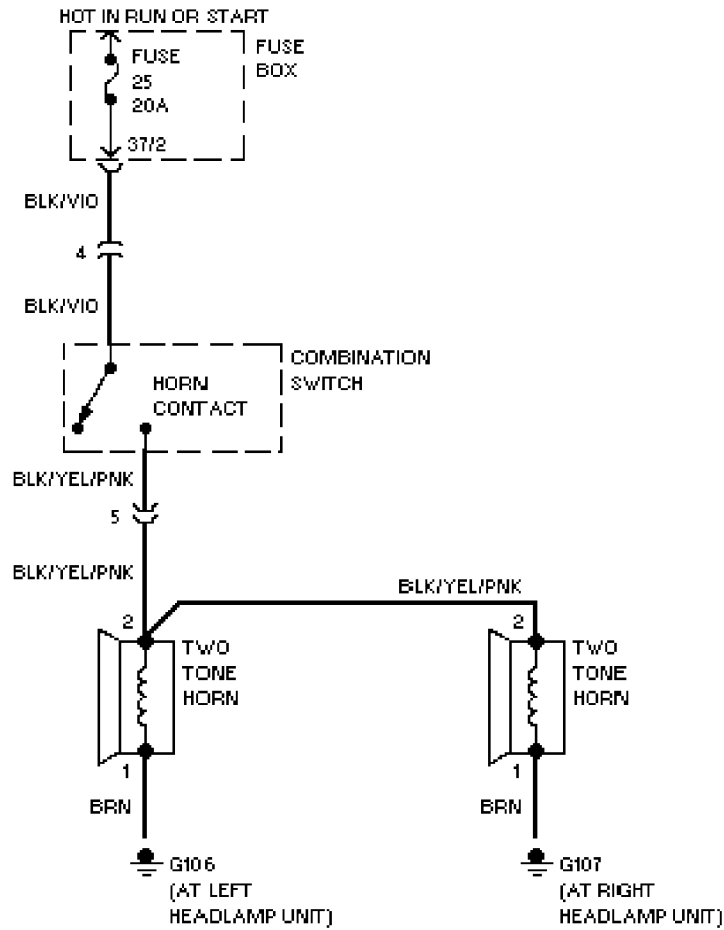 HOT IN RUN OR START
FUSE
25
20A
FUSE
BOX
37/2
BLK/VIO
4
BLK/VIO
HORN
CONTACT
COMBINATION
SWITCH
BLK/YEL/PNK
5
BLK/YEL/PNK
BLK/YEL/PNK
2
TWO
TONE
HORN
1
BRN
G106
(AT LEFT
HEADLAMP UNIT)
2
TWO
TONE
HORN
1
BRN
G107
(AT RIGHT
HEADLAMP UNIT)